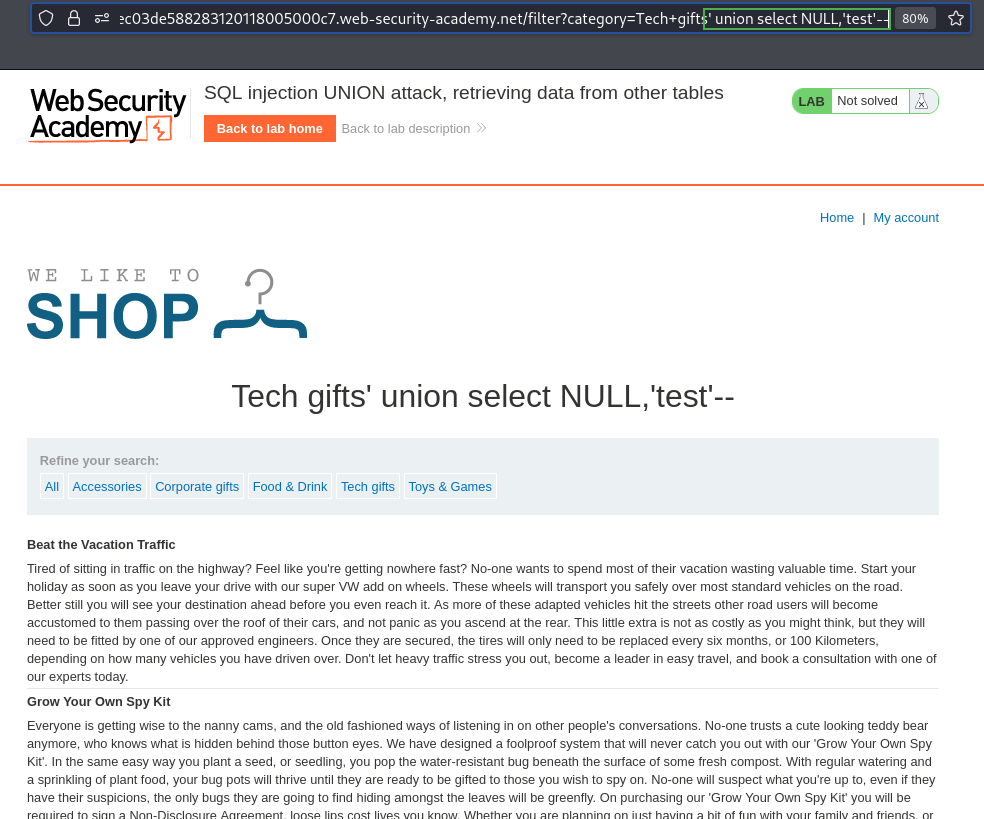 ec03de588283120118005000c7.web-security-academy.net/filter?category=Tech+gifts' union select NULL,'test'-- 80%
WebSecurity
Academy
SQL injection UNION attack, retrieving data from other tables
LAB Not solved
Back to lab home Back to lab description
Home | My account
WE LIKE TO
SHOP
Tech gifts' union select NULL,'test'--
Refine your search:
All Accessories Corporate gifts Food & Drink Tech gifts Toys & Games
Beat the Vacation Traffic
Tired of sitting in traffic on the highway? Feel like you're getting nowhere fast? No-one wants to spend most of their vacation wasting valuable time. Start your
holiday as soon as you leave your drive with our super VW add on wheels. These wheels will transport you safely over most standard vehicles on the road.
Better still you will see your destination ahead before you even reach it. As more of these adapted vehicles hit the streets other road users will become
accustomed to them passing over the roof of their cars, and not panic as you ascend at the rear. This little extra is not as costly as you might think, but they will
need to be fitted by one of our approved engineers. Once they are secured, the tires will only need to be replaced every six months, or 100 Kilometers,
depending on how many vehicles you have driven over. Don't let heavy traffic stress you out, become a leader in easy travel, and book a consultation with one of
our experts today.
Grow Your Own Spy Kit
Everyone is getting wise to the nanny cams, and the old fashioned ways of listening in on other people's conversations. No-one trusts a cute looking teddy bear
anymore, who knows what is hidden behind those button eyes. We have designed a foolproof system that will never catch you out with our 'Grow Your Own Spy
Kit'. In the same easy way you plant a seed, or seedling, you pop the water-resistant bug beneath the surface of some fresh compost. With regular watering and
a sprinkling of plant food, your bug pots will thrive until they are ready to be gifted to those you wish to spy on. No-one will suspect what you're up to, even if they
have their suspicions, the only bugs they are going to find hiding amongst the leaves will be greenfly. On purchasing our 'Grow Your Own Spy Kit' you will be
required to sign a Non-Disclosure Agreement, loose lips cost lives you know. Whether you are planning on just having a bit of fun with your family and friends, or